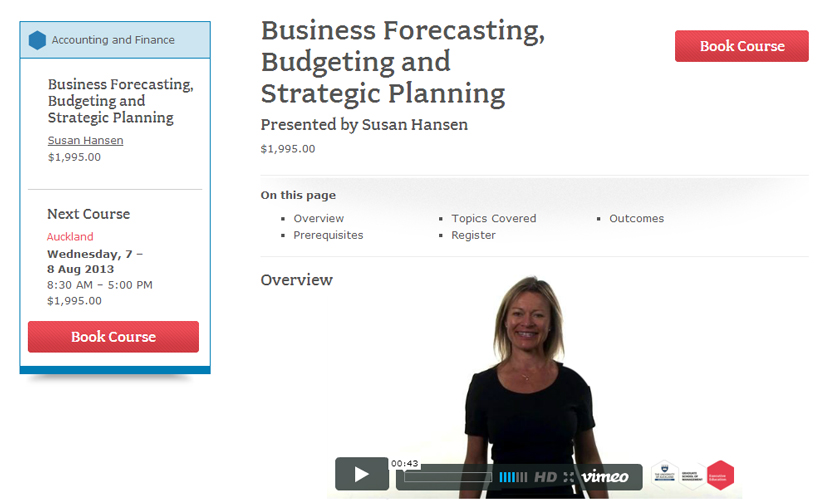 Accounting and Finance
Business Forecasting,
Budgeting and
Strategic Planning
Susan Hansen
$1,995.00
Next Course
Auckland
Wednesday, 7 –
8 Aug 2013
8:30 AM – 5:00 PM
$1,995.00
Book Course
Business Forecasting,
Budgeting and
Strategic Planning
Presented by Susan Hansen
$1,995.00
Book Course
On this page
Overview
Topics Covered
Outcomes
Prerequisites
Register
Overview
00:43
HD
vimeo